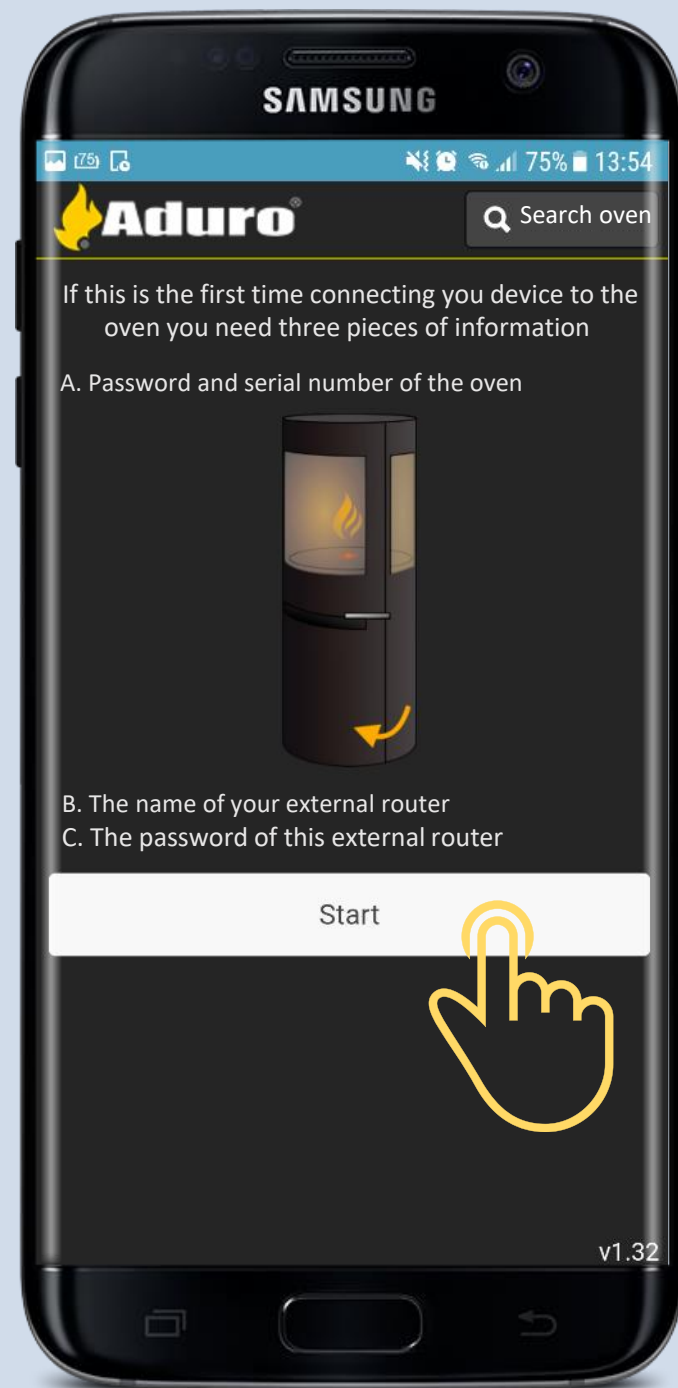 SAMSUNG
75 75% 13:54
Aduro®
Search oven
If this is the first time connecting you device to the
oven you need three pieces of information
A. Password and serial number of the oven
B. The name of your external router
C. The password of this external router
Start
v1.32